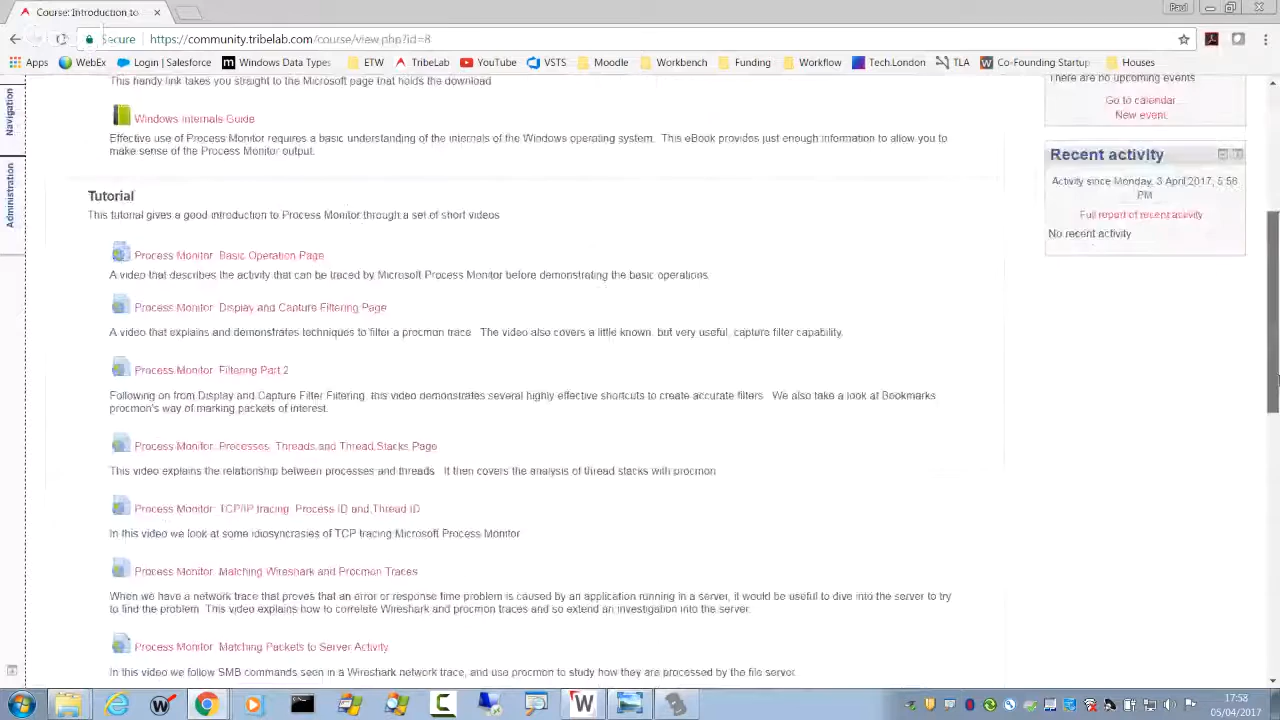 Course: Introduction to
Paul
Secure https://community.tribelab.com/course/view.php?id=8
Apps WebEx Login | Salesforce Windows Data Types ETW TribeLab YouTube VSTS Moodle Workbench Funding Workflow Tech.London TLA Co-Founding Startup Houses
This handy link takes you straight to the Microsoft page that holds the download
Windows Internals Guide
Effective use of Process Monitor requires a basic understanding of the internals of the Windows operating system. This eBook provides just enough information to allow you to
make sense of the Process Monitor output.
Tutorial
This tutorial gives a good introduction to Process Monitor through a set of short videos
Process Monitor Basic Operation Page
A video that describes the activity that can be traced by Microsoft Process Monitor before demonstrating the basic operations.
Process Monitor Display and Capture Filtering Page
A video that explains and demonstrates techniques to filter a procmon trace The video also covers a little known, but very useful, capture filter capability.
Process Monitor Filtering Part 2
Following on from Display and Capture Filter Filtering, this video demonstrates several highly effective shortcuts to create accurate filters We also take a look at Bookmarks
procmon's way of marking packets of interest.
Process Monitor Processes, Threads and Thread Stacks Page
This video explains the relationship between processes and threads It then covers the analysis of thread stacks with procmon
Process Monitor TCP/IP tracing, Process ID and Thread ID
In this video we look at some idiosyncrasies of TCP tracing Microsoft Process Monitor
Process Monitor Matching Wireshark and Procmon Traces
When we have a network trace that proves that an error or response time problem is caused by an application running in a server, it would be useful to dive into the server to try
to find the problem This video explains how to correlate Wireshark and procmon traces and so extend an investigation into the server.
Process Monitor Matching Packets to Server Activity
In this video we follow SMB commands seen in a Wireshark network trace, and use procmon to study how they are processed by the file server.
Navigation
Administration
There are no upcoming events
Go to calendar...
New event...
Recent activity
Activity since Monday, 3 April 2017, 5:58
PM
Full report of recent activity...
No recent activity
17:58
05/04/2017